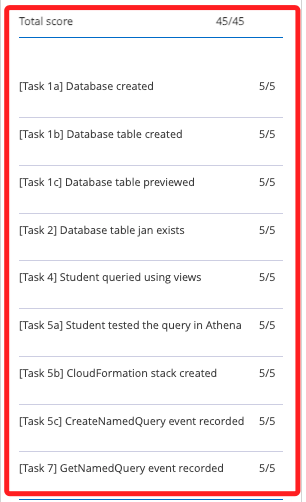 Total score 45/45
[Task 1a] Database created 5/5
[Task 1b] Database table created 5/5
[Task 1c] Database table previewed 5/5
[Task 2] Database table jan exists 5/5
[Task 4] Student queried using views 5/5
[Task 5a] Student tested the query in Athena 5/5
[Task 5b] CloudFormation stack created 5/5
[Task 5c] CreateNamedQuery event recorded 5/5
[Task 7] GetNamedQuery event recorded 5/5